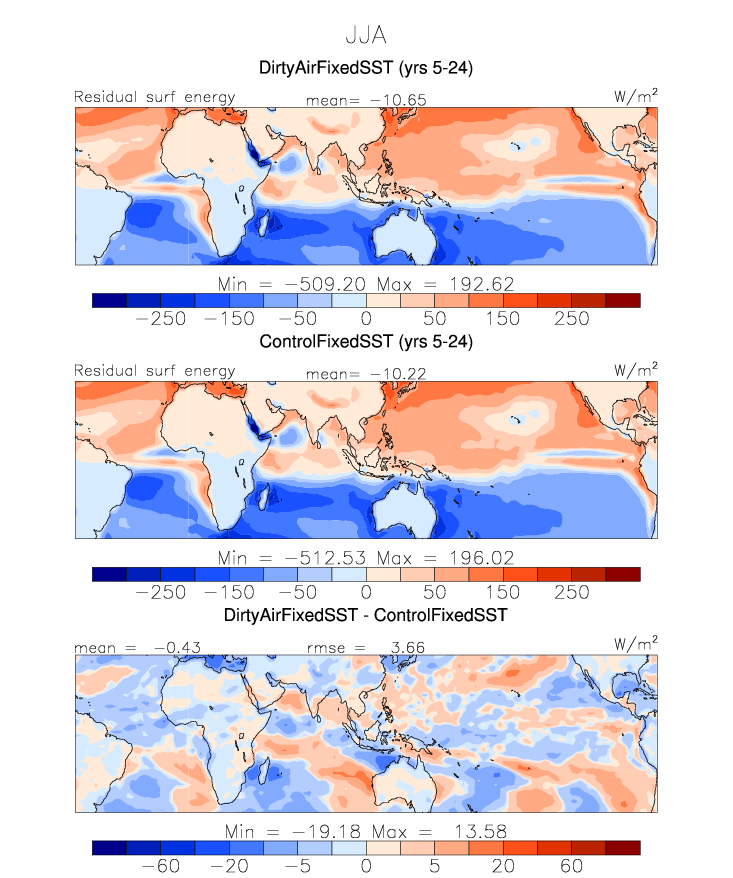 JJA
DirtyAirFixedSST (yrs 5-24)
Residual surf energy mean= −10.65 W/m²
Min = −509.20 Max = 192.62
−250 −150 −50 0 50 150 250
ControlFixedSST (yrs 5-24)
Residual surf energy mean= −10.22 W/m²
Min = −512.53 Max = 196.02
−250 −150 −50 0 50 150 250
DirtyAirFixedSST - ControlFixedSST
mean = −0.43 rmse = 3.66 W/m²
Min = −19.18 Max = 13.58
−60 −20 −5 0 5 20 60